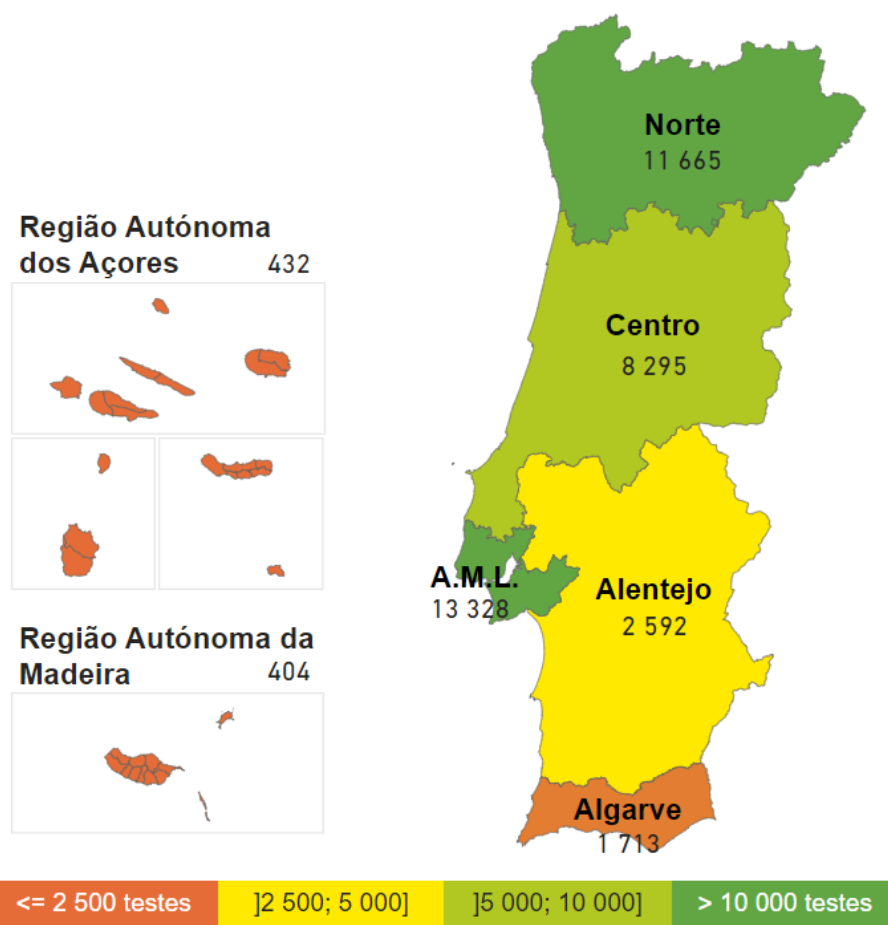 Norte
11 665
Região Autónoma
dos Açores 432
Centro
8 295
A.M.L.
13 328
Alentejo
2 592
Região Autónoma da
Madeira 404
Algarve
1 713
<= 2 500 testes ]2 500; 5 000] ]5 000; 10 000] > 10 000 testes